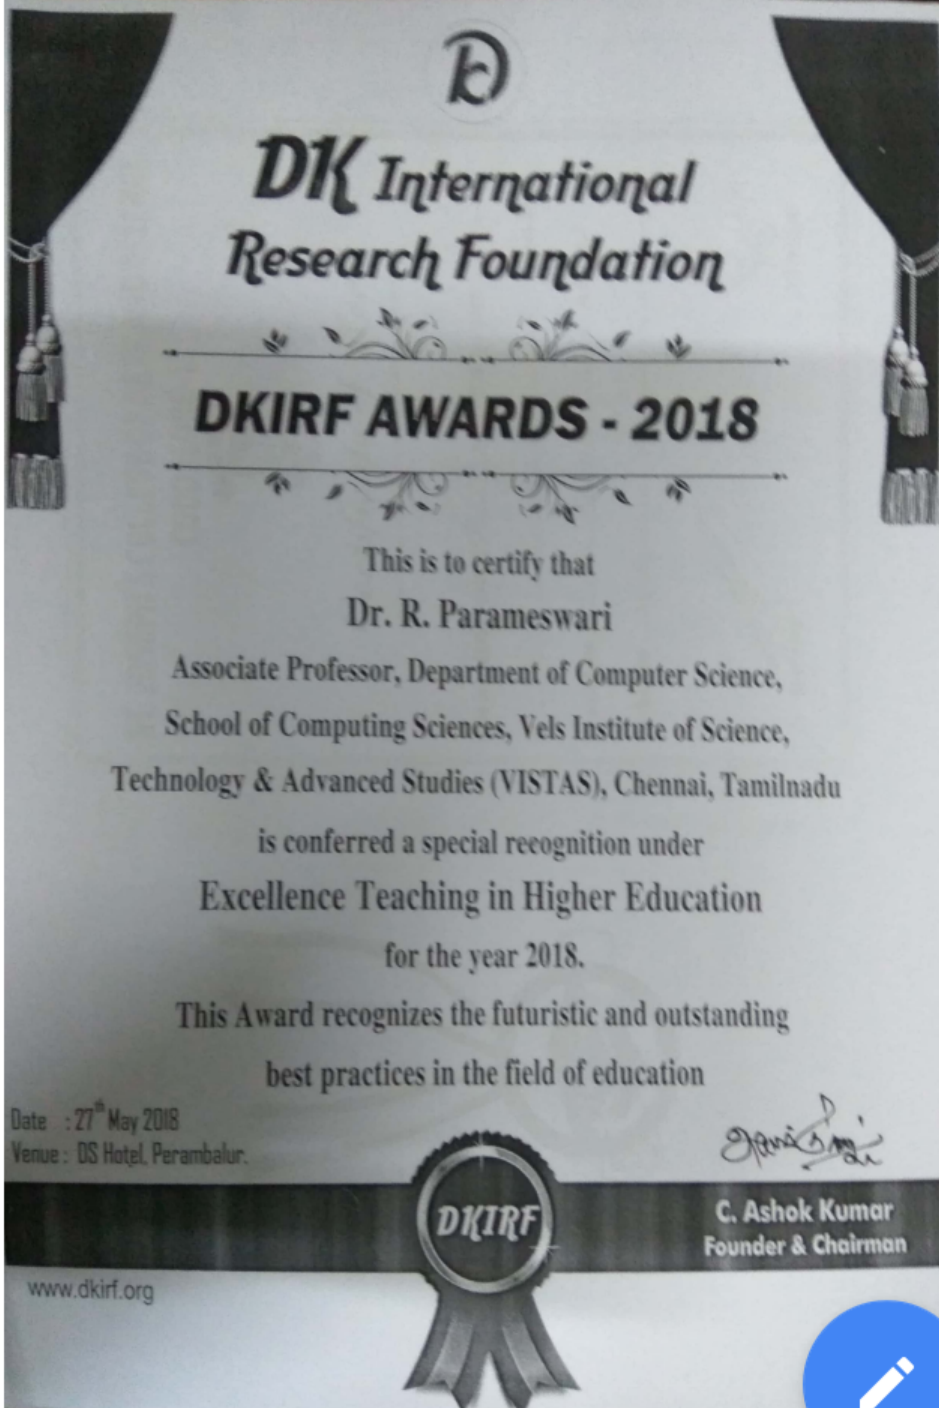 DK International
Research Foundation
DKIRF AWARDS - 2018
This is to certify that
Dr. R. Parameswari
Associate Professor, Department of Computer Science,
School of Computing Sciences, Vels Institute of Science,
Technology & Advanced Studies (VISTAS), Chennai, Tamilnadu
is conferred a special recognition under
Excellence Teaching in Higher Education
for the year 2018.
This Award recognizes the futuristic and outstanding
best practices in the field of education
Date : 27th May 2018
Venue : DS Hotel, Perambalur.
DKIRF
C. Ashok Kumar
Founder & Chairman
www.dkirf.org